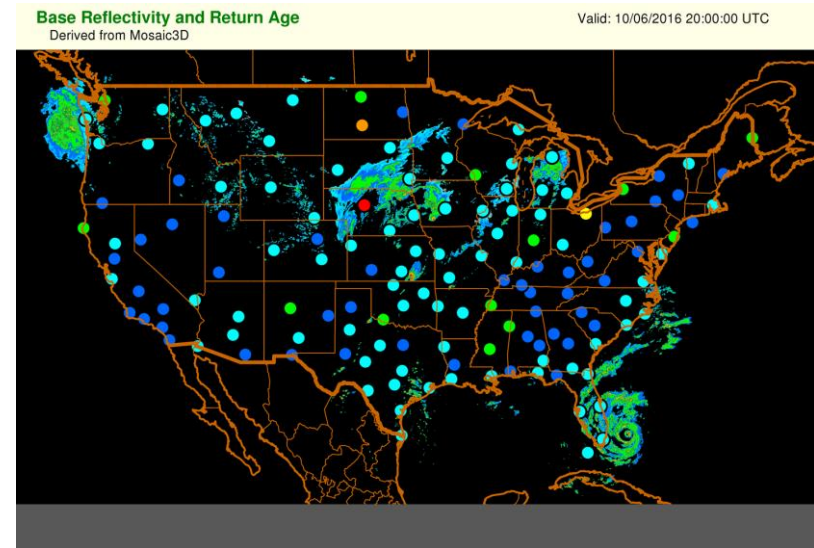 Base Reflectivity and Return Age
Valid: 10/06/2016 20:00:00 UTC
Derived from Mosaic3D